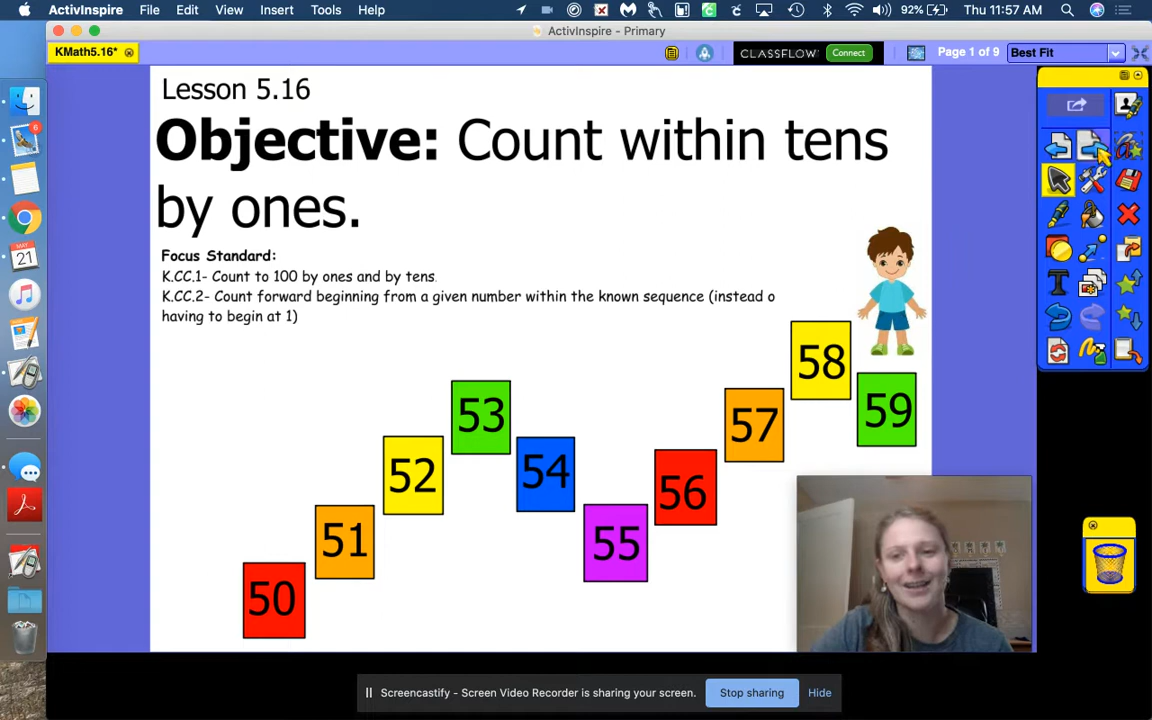 ActivInspire File Edit View Insert Tools Help 92% Thu 11:57 AM
ActivInspire - Primary
KMath5.16* CLASSFLOW Connect Page 1 of 9 Best Fit
Lesson 5.16
Objective: Count within tens
by ones.
Focus Standard:
K.CC.1- Count to 100 by ones and by tens.
K.CC.2- Count forward beginning from a given number within the known sequence (instead o
having to begin at 1)
50
51
52
53
54
55
56
57
58
59
6
MAY
21
T
Screencastify - Screen Video Recorder is sharing your screen. Stop sharing Hide